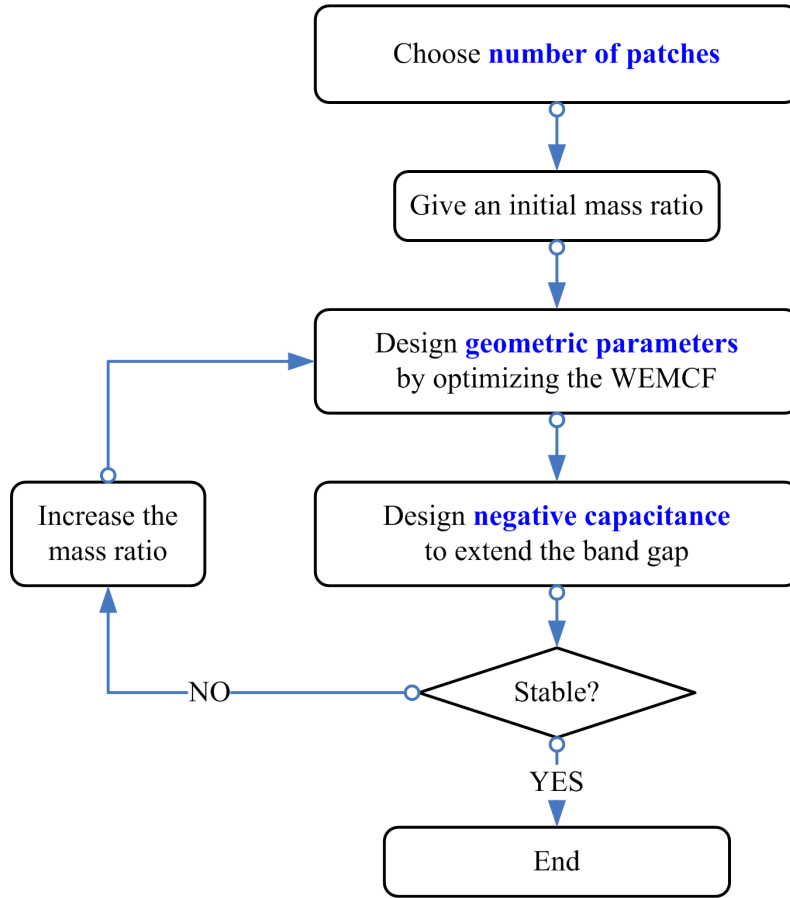 Choose number of patches
Give an initial mass ratio
Design geometric parameters
by optimizing the WEMCF
Increase the
mass ratio
Design negative capacitance
to extend the band gap
NO
Stable?
YES
End